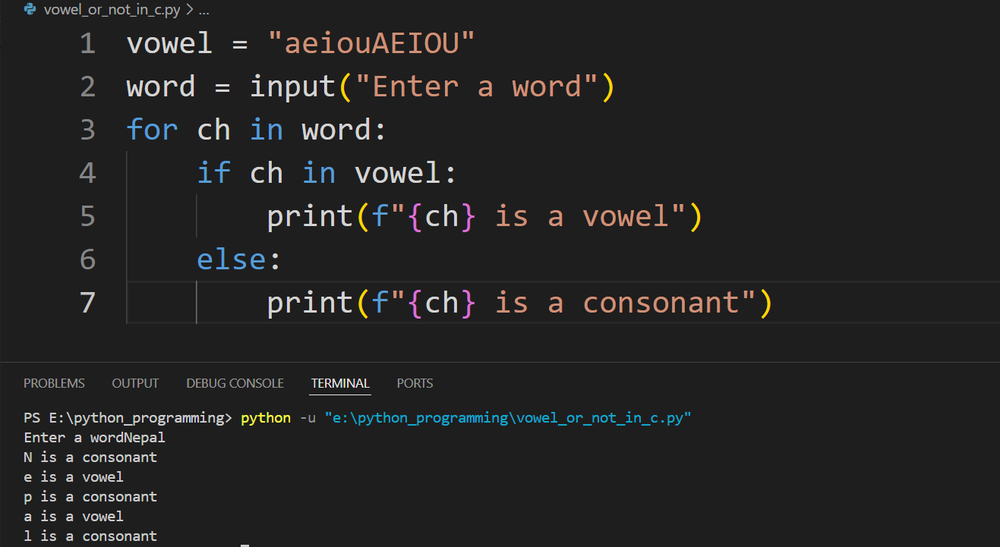 vowel_or_not_in_c.py > ...
1 vowel = "aeiouAEIOU"
2 word = input("Enter a word")
3 for ch in word:
4     if ch in vowel:
5         print(f"{ch} is a vowel")
6     else:
7         print(f"{ch} is a consonant")
PROBLEMS OUTPUT DEBUG CONSOLE TERMINAL PORTS
PS E:\python_programming> python -u "e:\python_programming\vowel_or_not_in_c.py"
Enter a wordNepal
N is a consonant
e is a vowel
p is a consonant
a is a vowel
l is a consonant